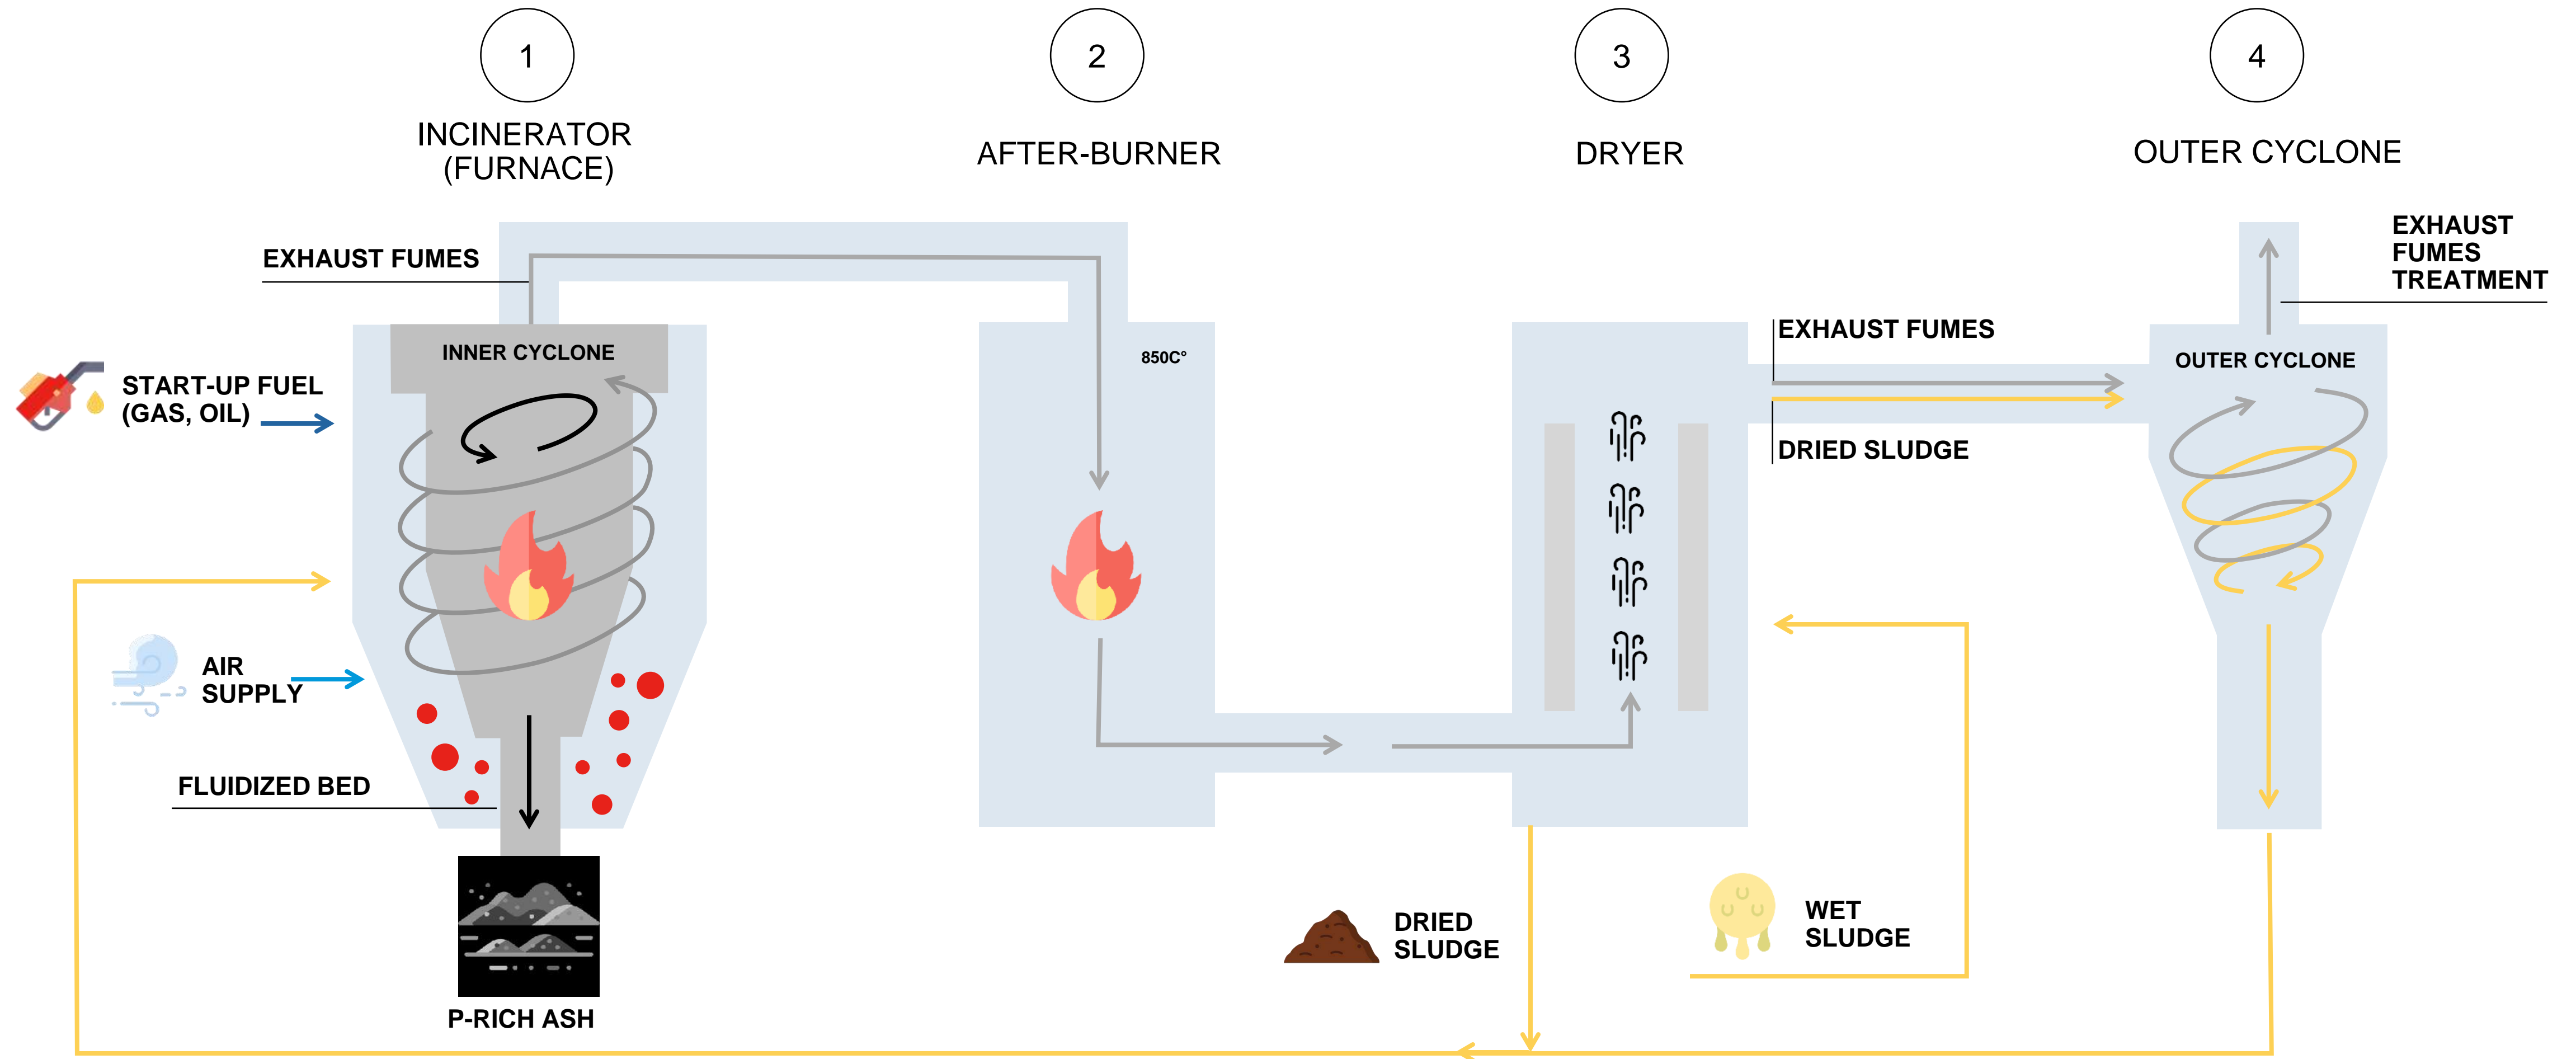 1
INCINERATOR
(FURNACE)
2
AFTER-BURNER
3
DRYER
4
OUTER CYCLONE
EXHAUST FUMES
INNER CYCLONE
START-UP FUEL
(GAS, OIL)
AIR
SUPPLY
FLUIDIZED BED
P-RICH ASH
850C°
EXHAUST FUMES
DRIED SLUDGE
DRIED
SLUDGE
WET
SLUDGE
EXHAUST
FUMES
TREATMENT
OUTER CYCLONE